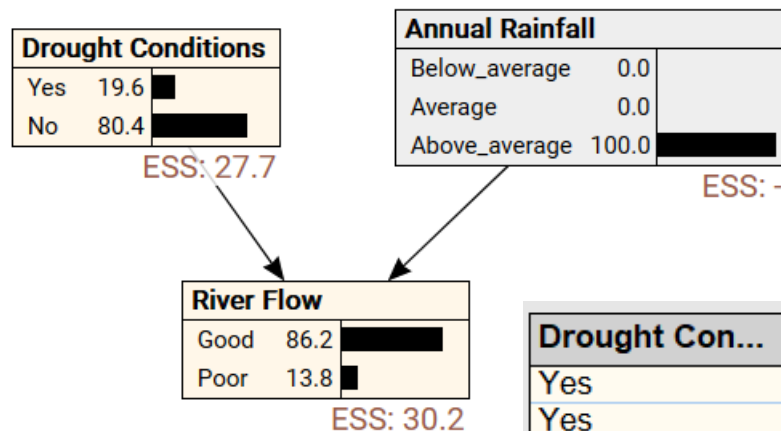 Drought Conditions
Yes 19.6
No 80.4
ESS: 27.7
Annual Rainfall
Below_average 0.0
Average 0.0
Above_average 100.0
ESS: -
River Flow
Good 86.2
Poor 13.8
ESS: 30.2
Drought Con...
Yes
Yes